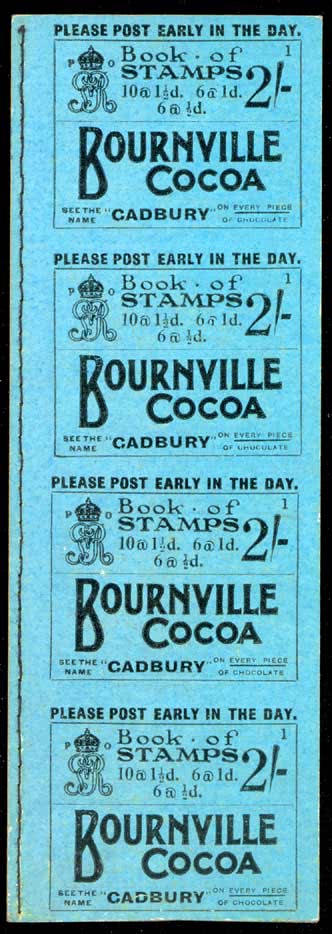 PLEASE POST EARLY IN THE DAY.
P O Book · of 1
STAMPS 2/-
10@1½d. 6@1d.
6@½d.
BOURNVILLE
COCOA
SEE THE NAME "CADBURY" ON EVERY PIECE OF CHOCOLATE
PLEASE POST EARLY IN THE DAY.
P O Book · of 1
STAMPS 2/-
10@1½d. 6@1d.
6@½d.
BOURNVILLE
COCOA
SEE THE NAME "CADBURY" ON EVERY PIECE OF CHOCOLATE
PLEASE POST EARLY IN THE DAY.
P O Book · of 1
STAMPS 2/-
10@1½d. 6@1d.
6@½d.
BOURNVILLE
COCOA
SEE THE NAME "CADBURY" ON EVERY PIECE OF CHOCOLATE
PLEASE POST EARLY IN THE DAY.
P O Book · of 1
STAMPS 2/-
10@1½d. 6@1d.
6@½d.
BOURNVILLE
COCOA
SEE THE NAME "CADBURY" ON EVERY PIECE OF CHOCOLATE